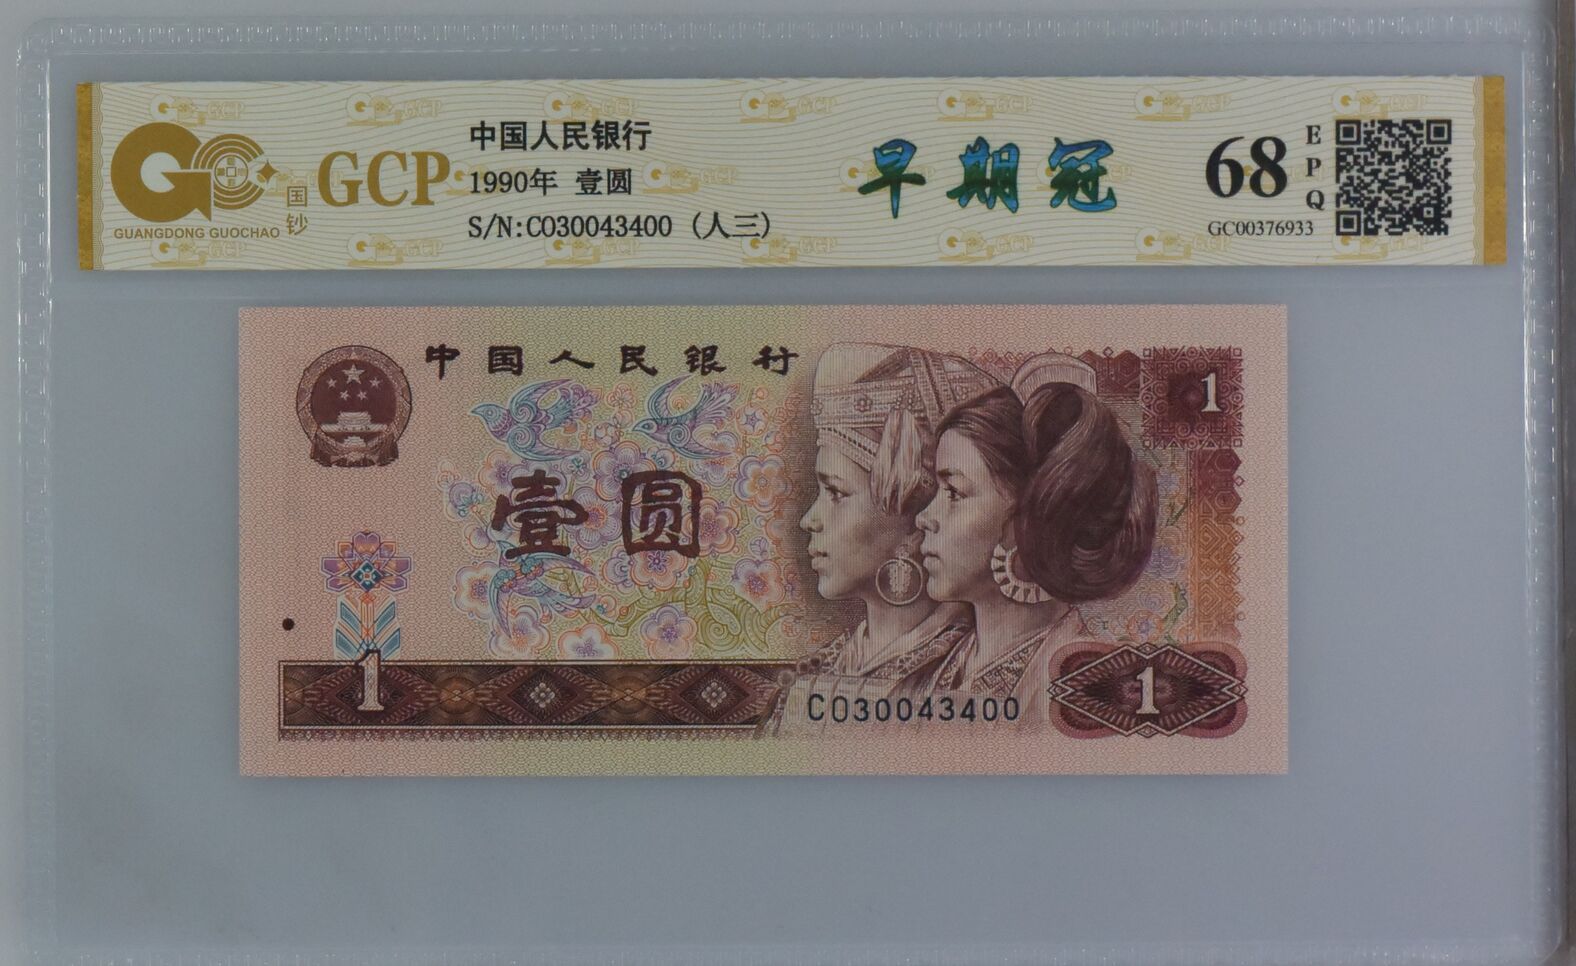 GCP
国钞
GUANGDONG GUOCHAO
中国人民银行
1990年 壹圆
S/N:C030043400 (人三)
早期冠
68
EPQ
GC00376933
中国人民银行
1
壹圆
1
C030043400
1